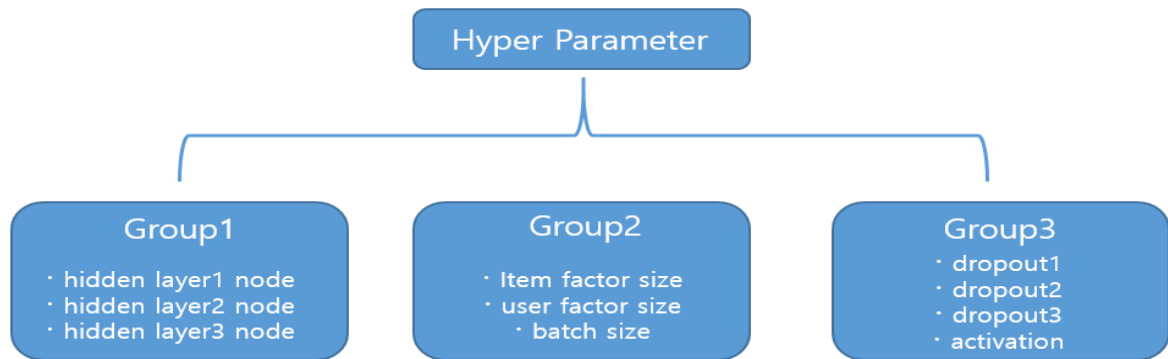 Hyper Parameter
Group1
· hidden layer1 node
· hidden layer2 node
· hidden layer3 node
Group2
· Item factor size
· user factor size
· batch size
Group3
· dropout1
· dropout2
· dropout3
· activation